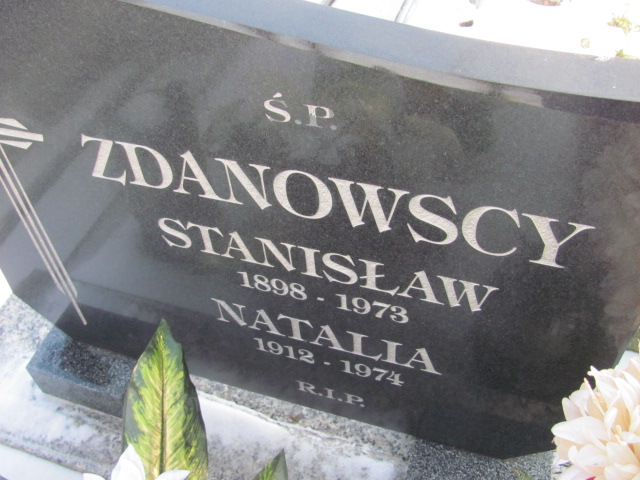 Ś.P.
ZDANOWSCY
STANISŁAW
1898 - 1973
NATALIA
1912 - 1974
R.I.P.